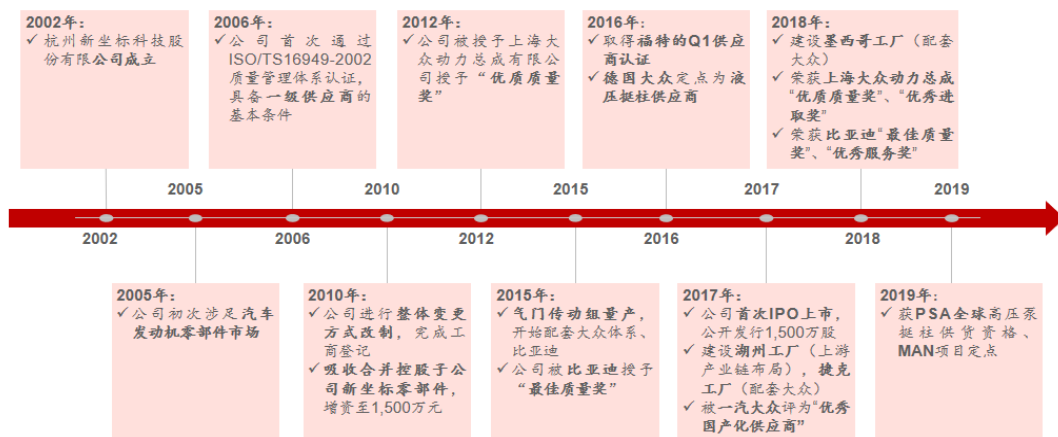 2002年：
✓ 杭州新坐标科技股
份有限公司成立
2006年：
✓ 公司首次通过
ISO/TS16949-2002
质量管理体系认证，
具备一级供应商的
基本条件
2012年：
✓ 公司被授予上海大
众动力总成有限公
司授予“优质质量
奖”
2016年：
✓ 取得福特的Q1供应
商认证
✓ 德国大众定点为液
压挺柱供应商
2018年：
✓ 建设墨西哥工厂（配套
大众）
✓ 荣获上海大众动力总成
“优质质量奖”、“优秀进
取奖”
✓ 荣获比亚迪“最佳质量
奖”、“优秀服务奖”
2005
2010
2015
2017
2019
2002
2006
2012
2016
2018
2005年：
✓ 公司初次涉足汽车
发动机零部件市场
2010年：
✓ 公司进行整体变更
方式改制，完成工
商登记
✓ 吸收合并控股子公
司新坐标零部件，
增资至1,500万元
2015年：
✓ 气门传动组量产，
开始配套大众体系、
比亚迪
✓ 公司被比亚迪授予
“最佳质量奖”
2017年：
✓ 公司首次IPO上市，
公开发行1,500万股
✓ 建设湖州工厂（上游
产业链布局），捷克
工厂（配套大众）
✓ 被一汽大众评为“优秀
国产化供应商”
2019年：
✓ 获PSA全球高压泵
挺柱供货资格、
MAN项目定点